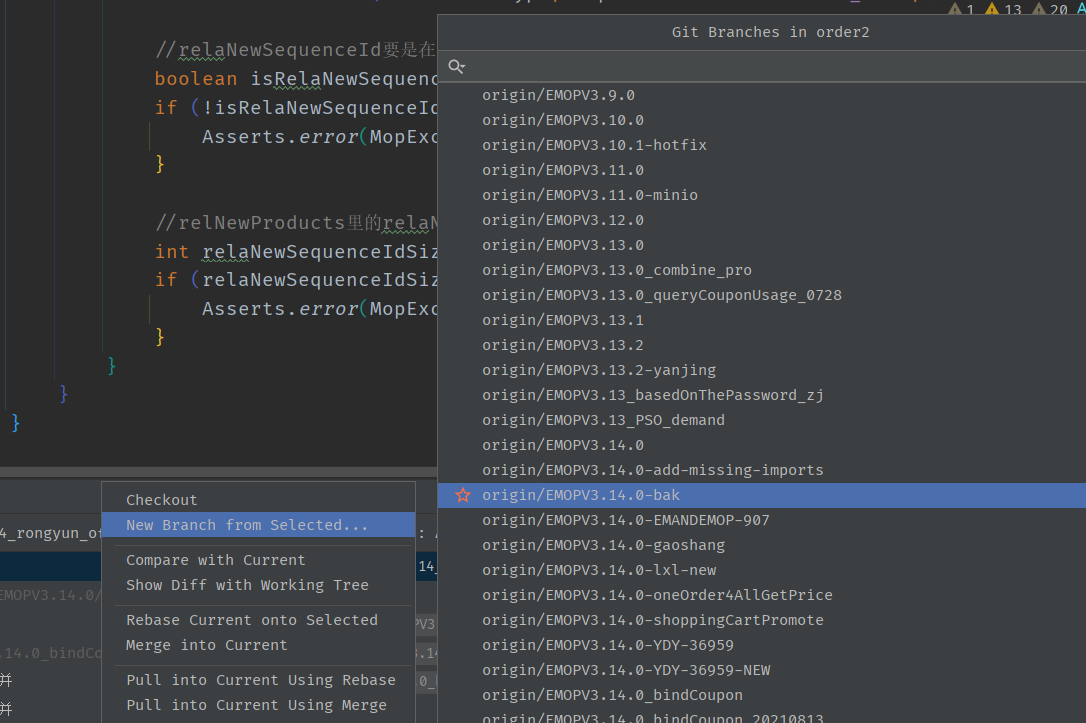 1 13 20
Git Branches in order2
//relaNewSequenceId要是在
boolean isRelaNewSequenc
if (!isRelaNewSequenceId
Asserts.error(MopExc
}
//relNewProducts里的rela
int relaNewSequenceIdSiz
if (relaNewSequenceIdSiz
Asserts.error(MopExc
}
}
}
}
origin/EMOPV3.9.0
origin/EMOPV3.10.0
origin/EMOPV3.10.1-hotfix
origin/EMOPV3.11.0
origin/EMOPV3.11.0-minio
origin/EMOPV3.12.0
origin/EMOPV3.13.0
origin/EMOPV3.13.0_combine_pro
origin/EMOPV3.13.0_queryCouponUsage_0728
origin/EMOPV3.13.1
origin/EMOPV3.13.2
origin/EMOPV3.13.2-yanjing
origin/EMOPV3.13_basedOnThePassword_zj
origin/EMOPV3.13_PSO_demand
origin/EMOPV3.14.0
origin/EMOPV3.14.0-add-missing-imports
origin/EMOPV3.14.0-bak
origin/EMOPV3.14.0-EMANDEMOP-907
origin/EMOPV3.14.0-gaoshang
origin/EMOPV3.14.0-lxl-new
origin/EMOPV3.14.0-oneOrder4AllGetPrice
origin/EMOPV3.14.0-shoppingCartPromote
origin/EMOPV3.14.0-YDY-36959
origin/EMOPV3.14.0-YDY-36959-NEW
origin/EMOPV3.14.0_bindCoupon
origin/EMOPV3.14.0_bindCoupon_20210813
Checkout
New Branch from Selected...
Compare with Current
Show Diff with Working Tree
Rebase Current onto Selected
Merge into Current
Pull into Current Using Rebase
Pull into Current Using Merge
4_rongyun_of
14_
EMOPV3.14.0/
PV3
.14.0_bindCo
3.14
并
0_
并